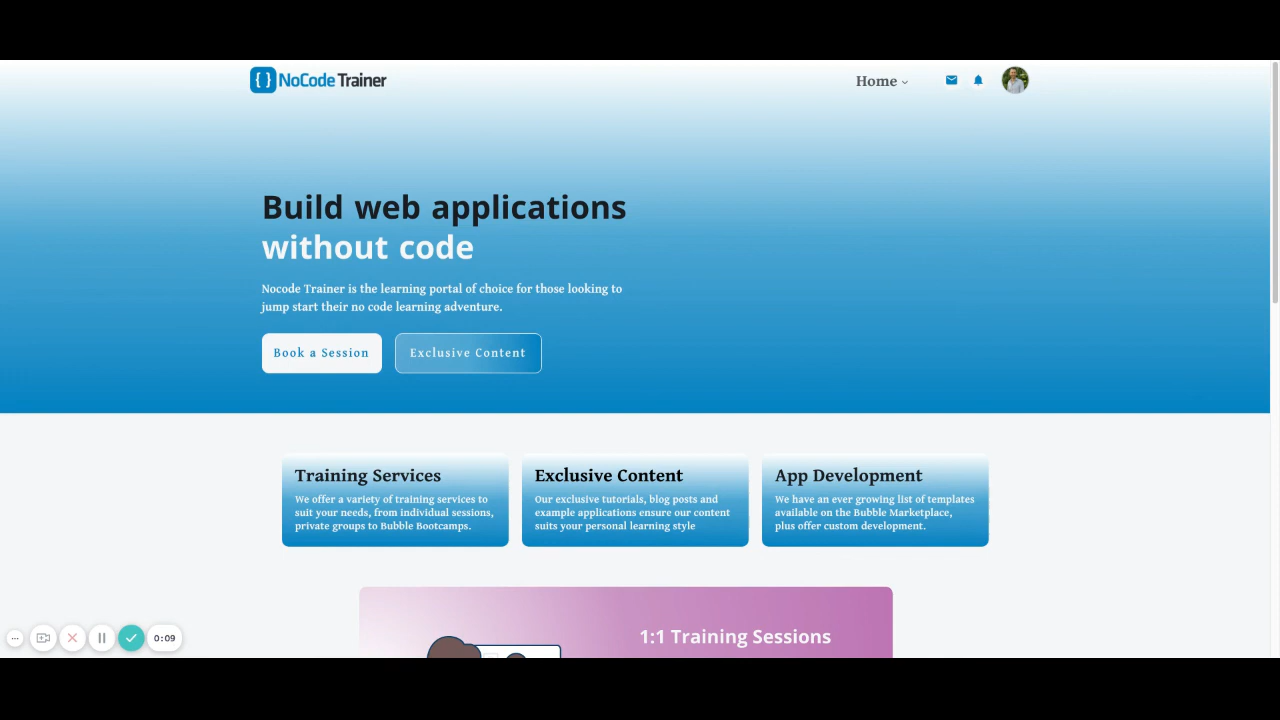 { } NoCode Trainer
Home
Build web applications
without code
Nocode Trainer is the learning portal of choice for those looking to
jump start their no code learning adventure.
Book a Session
Exclusive Content
Training Services
We offer a variety of training services to
suit your needs, from individual sessions,
private groups to Bubble Bootcamps.
Exclusive Content
Our exclusive tutorials, blog posts and
example applications ensure our content
suits your personal learning style
App Development
We have an ever growing list of templates
available on the Bubble Marketplace,
plus offer custom development.
1:1 Training Sessions
0:09